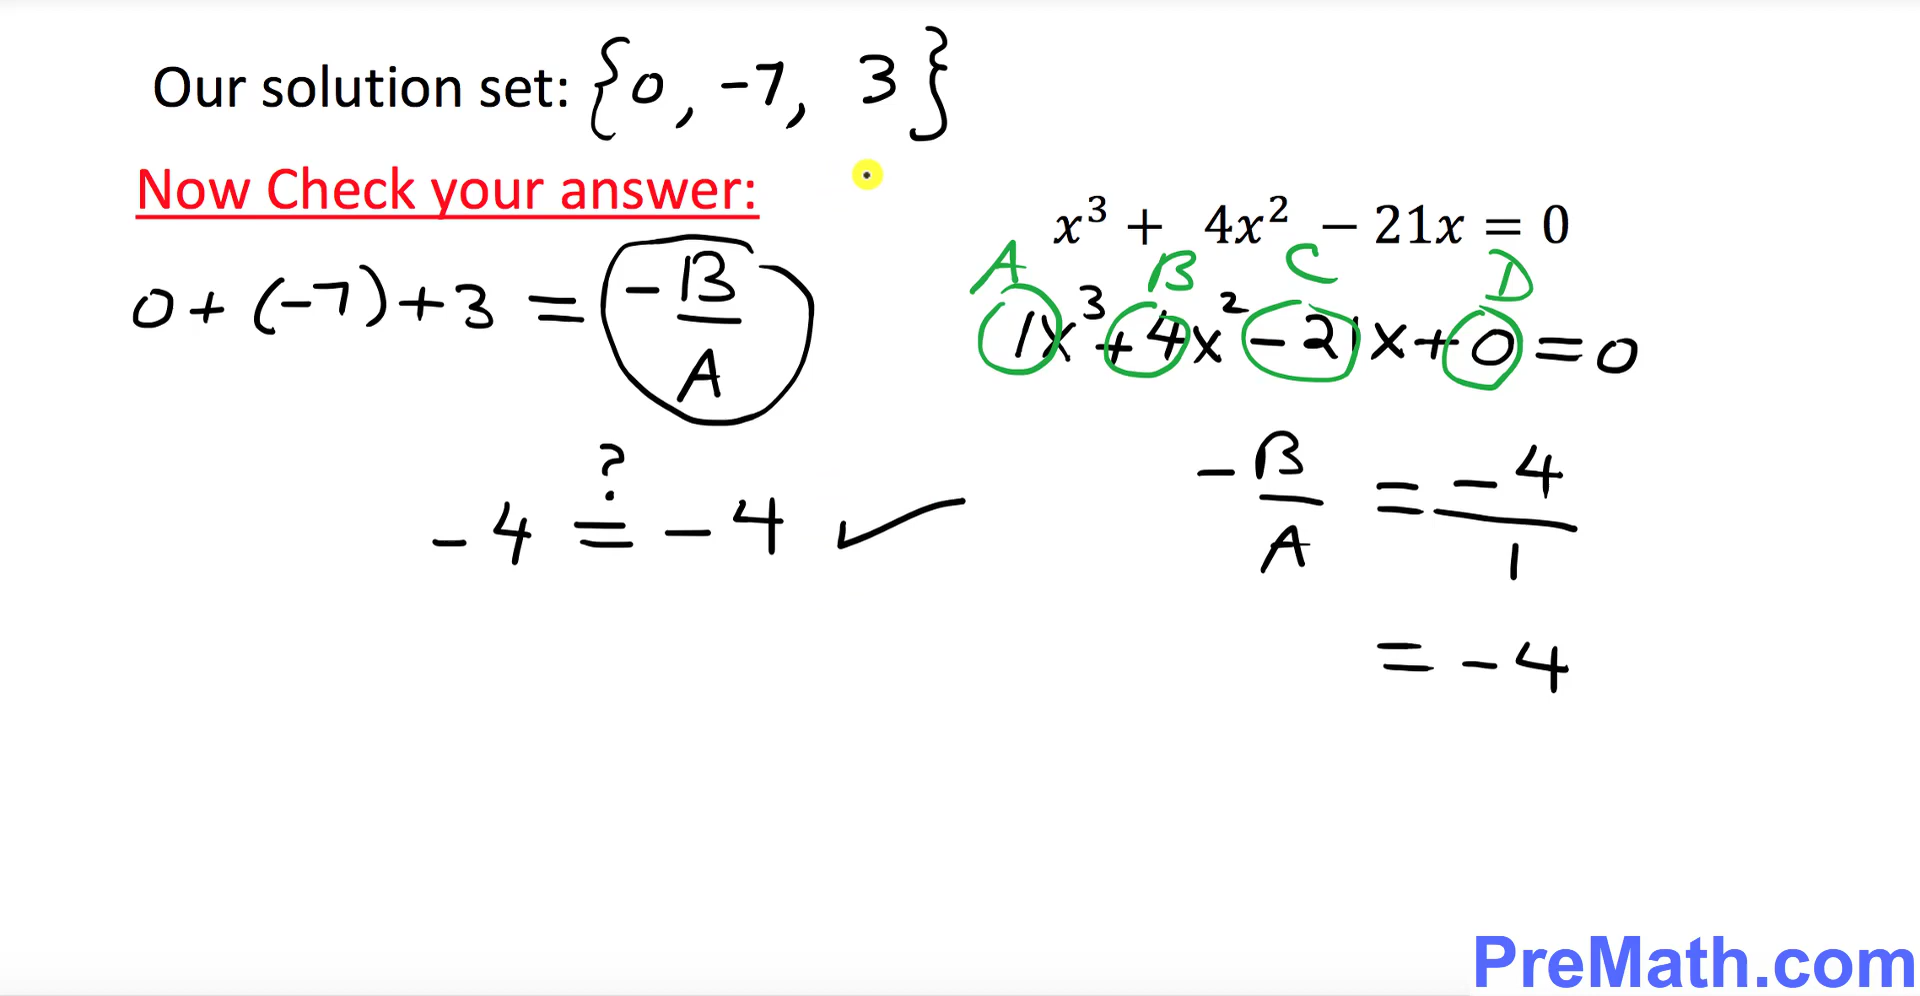 Our solution set: {0, -7, 3}
Now Check your answer:
x³ + 4x² − 21x = 0
A B C D
1x³ + 4x² − 21x + 0 = 0
0 + (-7) + 3 = -B/A
-4 ≟ -4 ✓
-B/A = -4/1
= -4
PreMath.com